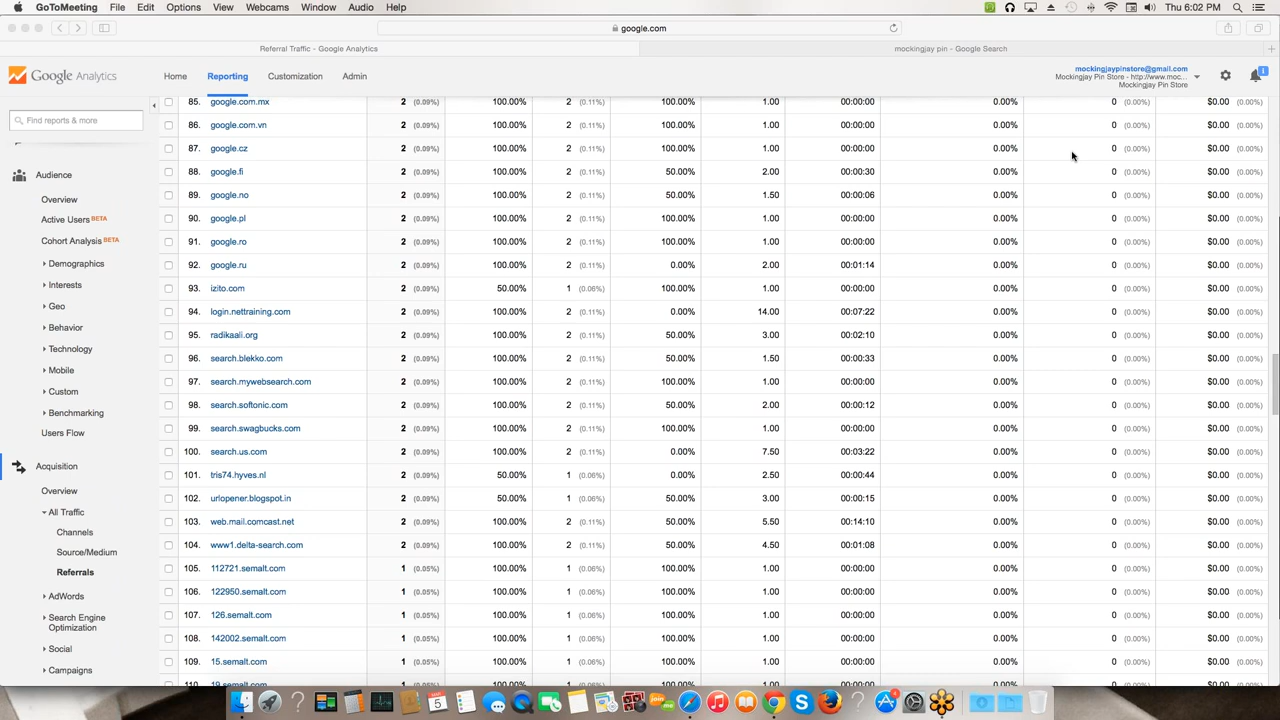 GoToMeeting File Edit Options View Webcams Window Audio Help
Thu 5 6:02 PM
google.com
Referral Traffic - Google Analytics
mockingjay pin - Google Search
Google Analytics
Home Reporting Customization Admin
mockingjaypinstore@gmail.com
Mockingjay Pin Store - http://www.moc...
Mockingjay Pin Store
1
Find reports & more
Audience
Overview
Active Users BETA
Cohort Analysis BETA
Demographics
Interests
Geo
Behavior
Technology
Mobile
Custom
Benchmarking
Users Flow
Acquisition
Overview
All Traffic
Channels
Source/Medium
Referrals
AdWords
Search Engine
Optimization
Social
Campaigns
85. google.com.mx 2 (0.09%) 100.00% 2 (0.11%) 100.00% 1.00 00:00:00 0.00% 0 (0.00%) $0.00 (0.00%)
86. google.com.vn 2 (0.09%) 100.00% 2 (0.11%) 100.00% 1.00 00:00:00 0.00% 0 (0.00%) $0.00 (0.00%)
87. google.cz 2 (0.09%) 100.00% 2 (0.11%) 100.00% 1.00 00:00:00 0.00% 0 (0.00%) $0.00 (0.00%)
88. google.fi 2 (0.09%) 100.00% 2 (0.11%) 50.00% 2.00 00:00:30 0.00% 0 (0.00%) $0.00 (0.00%)
89. google.no 2 (0.09%) 100.00% 2 (0.11%) 50.00% 1.50 00:00:06 0.00% 0 (0.00%) $0.00 (0.00%)
90. google.pl 2 (0.09%) 100.00% 2 (0.11%) 100.00% 1.00 00:00:00 0.00% 0 (0.00%) $0.00 (0.00%)
91. google.ro 2 (0.09%) 100.00% 2 (0.11%) 100.00% 1.00 00:00:00 0.00% 0 (0.00%) $0.00 (0.00%)
92. google.ru 2 (0.09%) 100.00% 2 (0.11%) 0.00% 2.00 00:01:14 0.00% 0 (0.00%) $0.00 (0.00%)
93. izito.com 2 (0.09%) 50.00% 1 (0.06%) 100.00% 1.00 00:00:00 0.00% 0 (0.00%) $0.00 (0.00%)
94. login.nettraining.com 2 (0.09%) 100.00% 2 (0.11%) 0.00% 14.00 00:07:22 0.00% 0 (0.00%) $0.00 (0.00%)
95. radikaali.org 2 (0.09%) 100.00% 2 (0.11%) 50.00% 3.00 00:02:10 0.00% 0 (0.00%) $0.00 (0.00%)
96. search.blekko.com 2 (0.09%) 100.00% 2 (0.11%) 50.00% 1.50 00:00:33 0.00% 0 (0.00%) $0.00 (0.00%)
97. search.mywebsearch.com 2 (0.09%) 100.00% 2 (0.11%) 100.00% 1.00 00:00:00 0.00% 0 (0.00%) $0.00 (0.00%)
98. search.softonic.com 2 (0.09%) 100.00% 2 (0.11%) 50.00% 2.00 00:00:12 0.00% 0 (0.00%) $0.00 (0.00%)
99. search.swagbucks.com 2 (0.09%) 100.00% 2 (0.11%) 100.00% 1.00 00:00:00 0.00% 0 (0.00%) $0.00 (0.00%)
100. search.us.com 2 (0.09%) 100.00% 2 (0.11%) 0.00% 7.50 00:03:22 0.00% 0 (0.00%) $0.00 (0.00%)
101. tris74.hyves.nl 2 (0.09%) 50.00% 1 (0.06%) 0.00% 2.50 00:00:44 0.00% 0 (0.00%) $0.00 (0.00%)
102. urlopener.blogspot.in 2 (0.09%) 50.00% 1 (0.06%) 50.00% 3.00 00:00:15 0.00% 0 (0.00%) $0.00 (0.00%)
103. web.mail.comcast.net 2 (0.09%) 100.00% 2 (0.11%) 50.00% 5.50 00:14:10 0.00% 0 (0.00%) $0.00 (0.00%)
104. www1.delta-search.com 2 (0.09%) 100.00% 2 (0.11%) 50.00% 4.50 00:01:08 0.00% 0 (0.00%) $0.00 (0.00%)
105. 112721.semalt.com 1 (0.05%) 100.00% 1 (0.06%) 100.00% 1.00 00:00:00 0.00% 0 (0.00%) $0.00 (0.00%)
106. 122950.semalt.com 1 (0.05%) 100.00% 1 (0.06%) 100.00% 1.00 00:00:00 0.00% 0 (0.00%) $0.00 (0.00%)
107. 126.semalt.com 1 (0.05%) 100.00% 1 (0.06%) 100.00% 1.00 00:00:00 0.00% 0 (0.00%) $0.00 (0.00%)
108. 142002.semalt.com 1 (0.05%) 100.00% 1 (0.06%) 100.00% 1.00 00:00:00 0.00% 0 (0.00%) $0.00 (0.00%)
109. 15.semalt.com 1 (0.05%) 100.00% 1 (0.06%) 100.00% 1.00 00:00:00 0.00% 0 (0.00%) $0.00 (0.00%)
110. 19.semalt.com
5